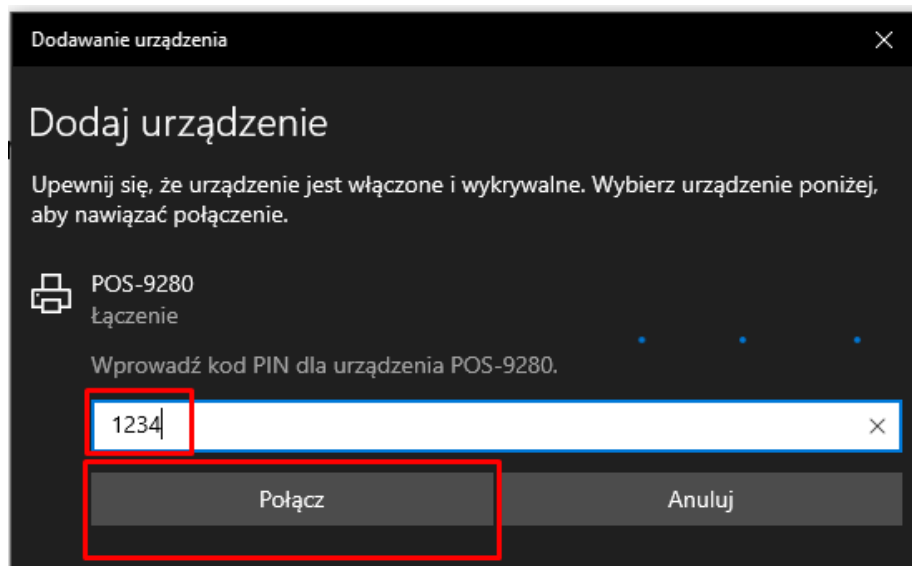 Dodawanie urządzenia
Dodaj urządzenie
Upewnij się, że urządzenie jest włączone i wykrywalne. Wybierz urządzenie poniżej,
aby nawiązać połączenie.
POS-9280
Łączenie
Wprowadź kod PIN dla urządzenia POS-9280.
1234
Połącz Anuluj